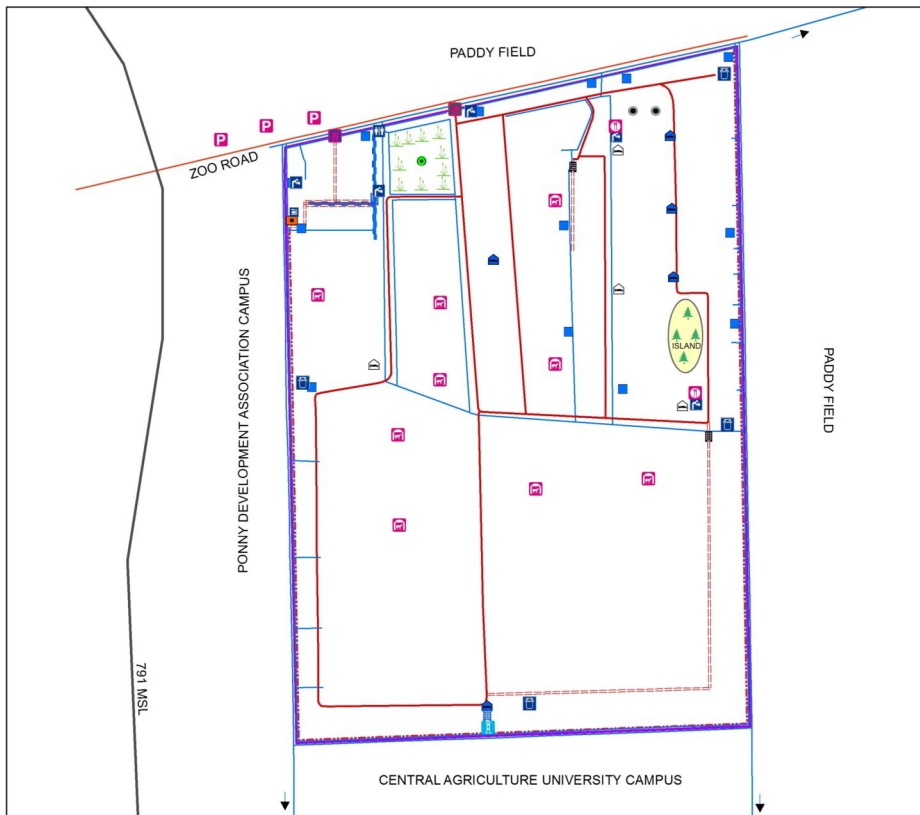 PADDY FIELD
P P P
ZOO ROAD
PONNY DEVELOPMENT ASSOCIATION CAMPUS
ISLAND
PADDY FIELD
791 MSL
CENTRAL AGRICULTURE UNIVERSITY CAMPUS